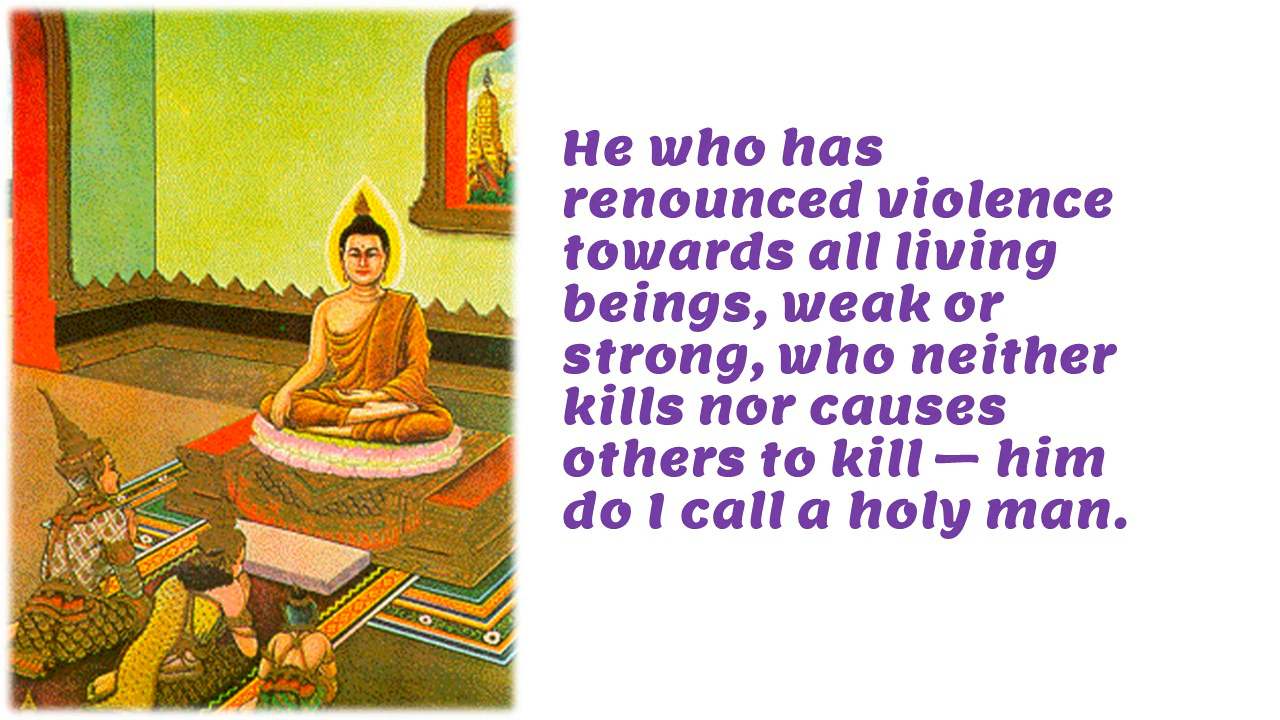 He who has
renounced violence
towards all living
beings, weak or
strong, who neither
kills nor causes
others to kill — him
do I call a holy man.